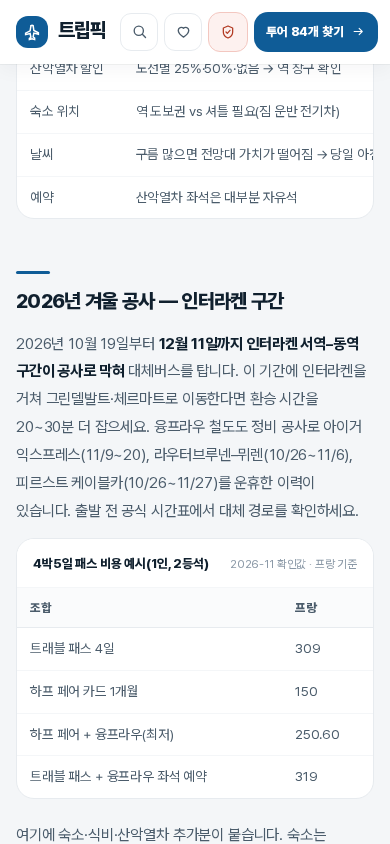 트립픽
투어 84개 찾기 →
산악열차 할인 노선별 25%·50%·없음 → 역 창구 확인
숙소 위치 역 도보권 vs 셔틀 필요(짐 운반 전기차)
날씨 구름 많으면 전망대 가치가 떨어짐 → 당일 아침
예약 산악열차 좌석은 대부분 자유석
2026년 겨울 공사 — 인터라켄 구간
2026년 10월 19일부터 12월 11일까지 인터라켄 서역–동역
구간이 공사로 막혀 대체버스를 탑니다. 이 기간에 인터라켄을
거쳐 그린델발트·체르마트로 이동한다면 환승 시간을
20~30분 더 잡으세요. 융프라우 철도도 정비 공사로 아이거
익스프레스(11/9~20), 라우터브루넨–뮈렌(10/26~11/6),
피르스트 케이블카(10/26~11/27)를 운휴한 이력이
있습니다. 출발 전 공식 시간표에서 대체 경로를 확인하세요.
4박5일 패스 비용 예시(1인, 2등석) 2026-11 확인값 · 프랑 기준
조합 프랑
트래블 패스 4일 309
하프 페어 카드 1개월 150
하프 페어 + 융프라우(최저) 250.60
트래블 패스 + 융프라우 좌석 예약 319
여기에 숙소·식비·산악열차 추가분이 붙습니다. 숙소는